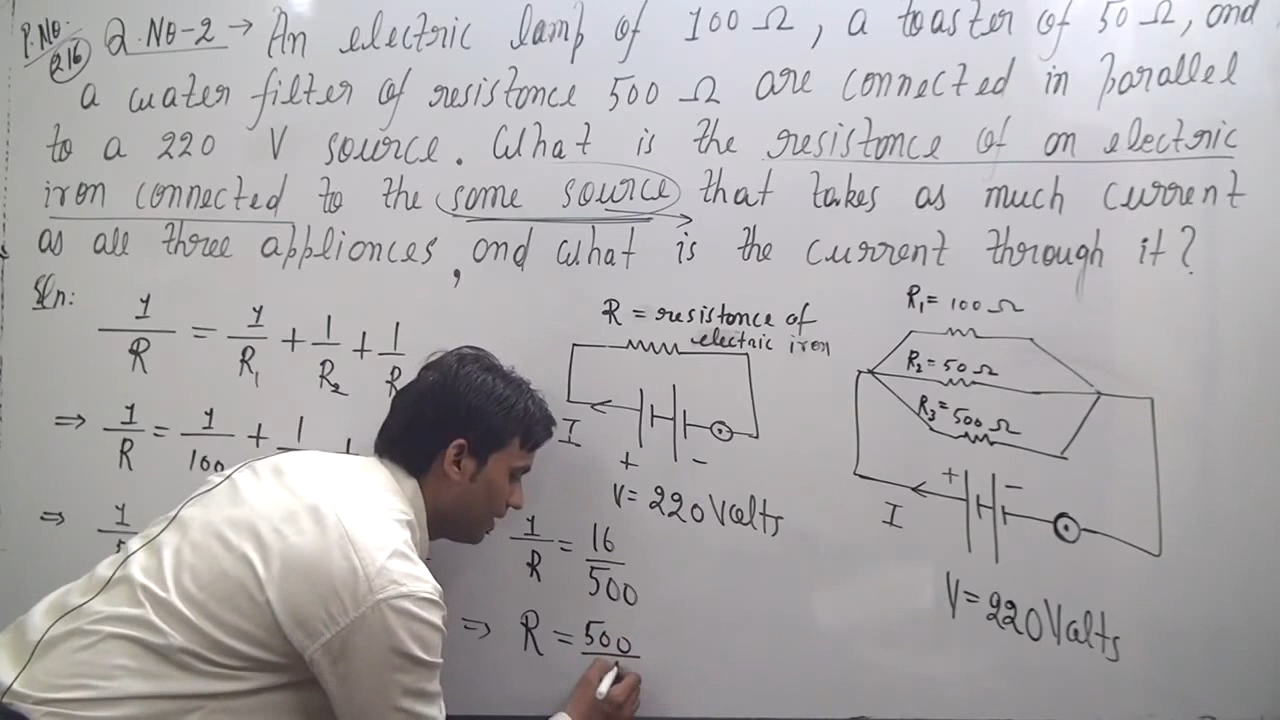 P.No. 216 Q.No-2 → An electric lamp of 100 Ω, a toaster of 50 Ω, and
a water filter of resistance 500 Ω are connected in parallel
to a 220 V source. What is the resistance of an electric
iron connected to the same source that takes as much current
as all three appliances, and what is the current through it?
Sln:
1/R = 1/R₁ + 1/R₂ + 1/R
⇒ 1/R = 1/100 + 1
⇒ 1/5
1/R = 16/500
⇒ R = 500
R = resistance of
electric iron
I
+ −
V = 220 Volts
R₁ = 100 Ω
R₂ = 50 Ω
R₃ = 500 Ω
+ −
I
V = 220 Volts